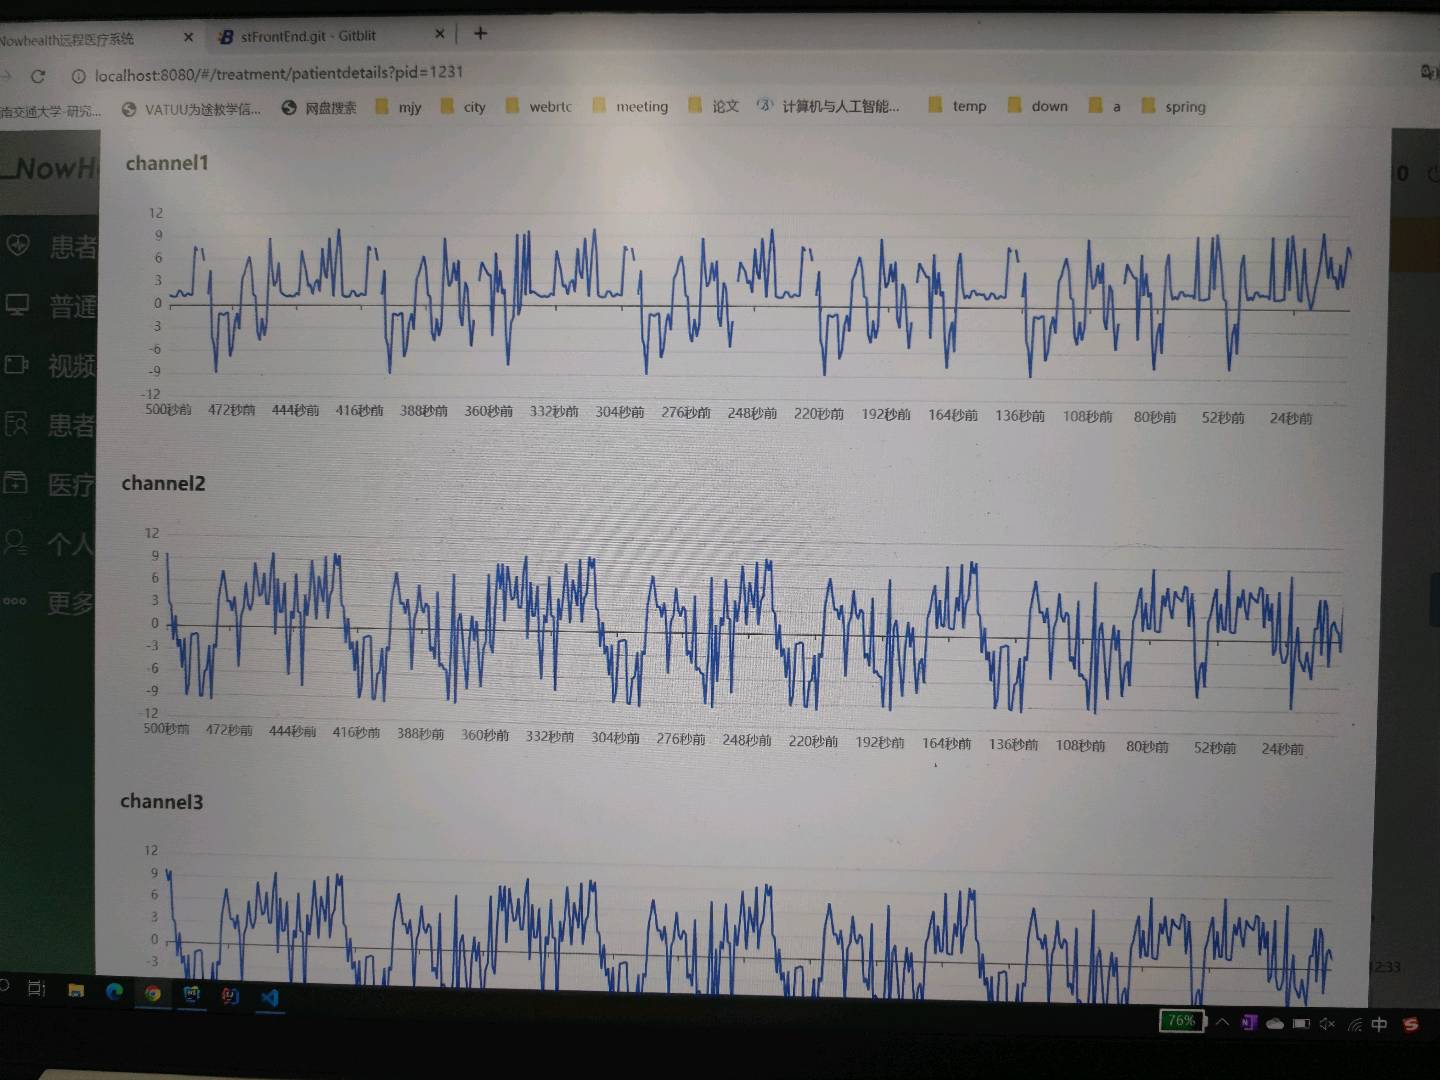 Nowhealth远程医疗系统 stFrontEnd.git - Gitblit
localhost:8080/#/treatment/patientdetails?pid=1231
南交通大学-研究... VATUU为途教学信... 网盘搜索 mjy city webrtc meeting 论文 计算机与人工智能... temp down a spring
NowH
0
患者
普通
视频
患者
医疗
个人
更多
channel1
12
9
6
3
0
-3
-6
-9
-12
500秒前 472秒前 444秒前 416秒前 388秒前 360秒前 332秒前 304秒前 276秒前 248秒前 220秒前 192秒前 164秒前 136秒前 108秒前 80秒前 52秒前 24秒前
channel2
12
9
6
3
0
-3
-6
-9
-12
500秒前 472秒前 444秒前 416秒前 388秒前 360秒前 332秒前 304秒前 276秒前 248秒前 220秒前 192秒前 164秒前 136秒前 108秒前 80秒前 52秒前 24秒前
channel3
12
9
6
3
0
-3
12:33
76% 中